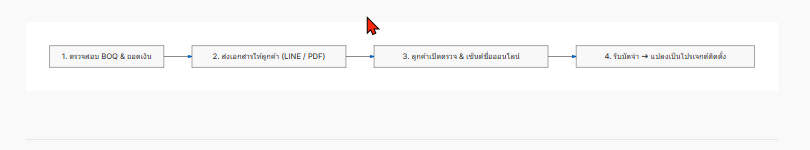 1. ตรวจสอบ BOQ & ยอดเงิน
2. ส่งเอกสารให้ลูกค้า (LINE / PDF)
3. ลูกค้าเปิดตรวจ & เซ็นต์ชื่อออนไลน์
4. รับมัดจำ → แปลงเป็นโปรเจกต์ติดตั้ง